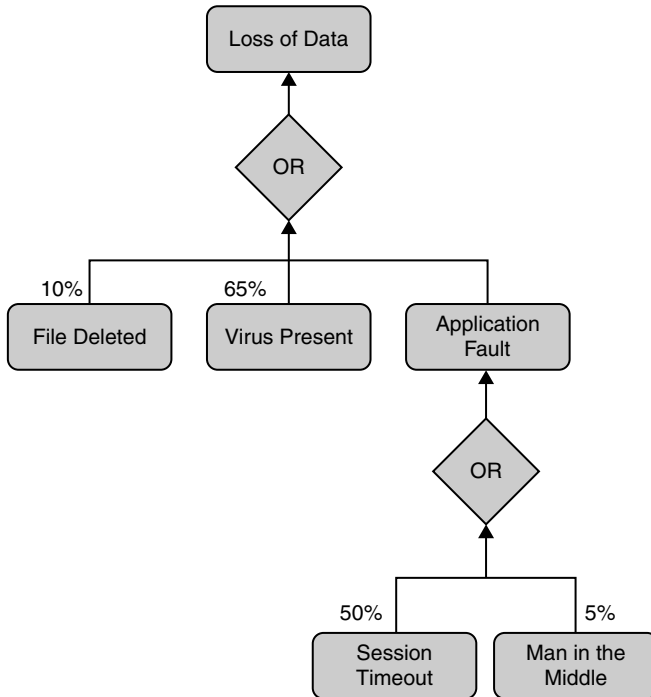 Loss of Data
OR
10%
65%
File Deleted
Virus Present
Application
Fault
OR
50%
5%
Session
Timeout
Man in the
Middle